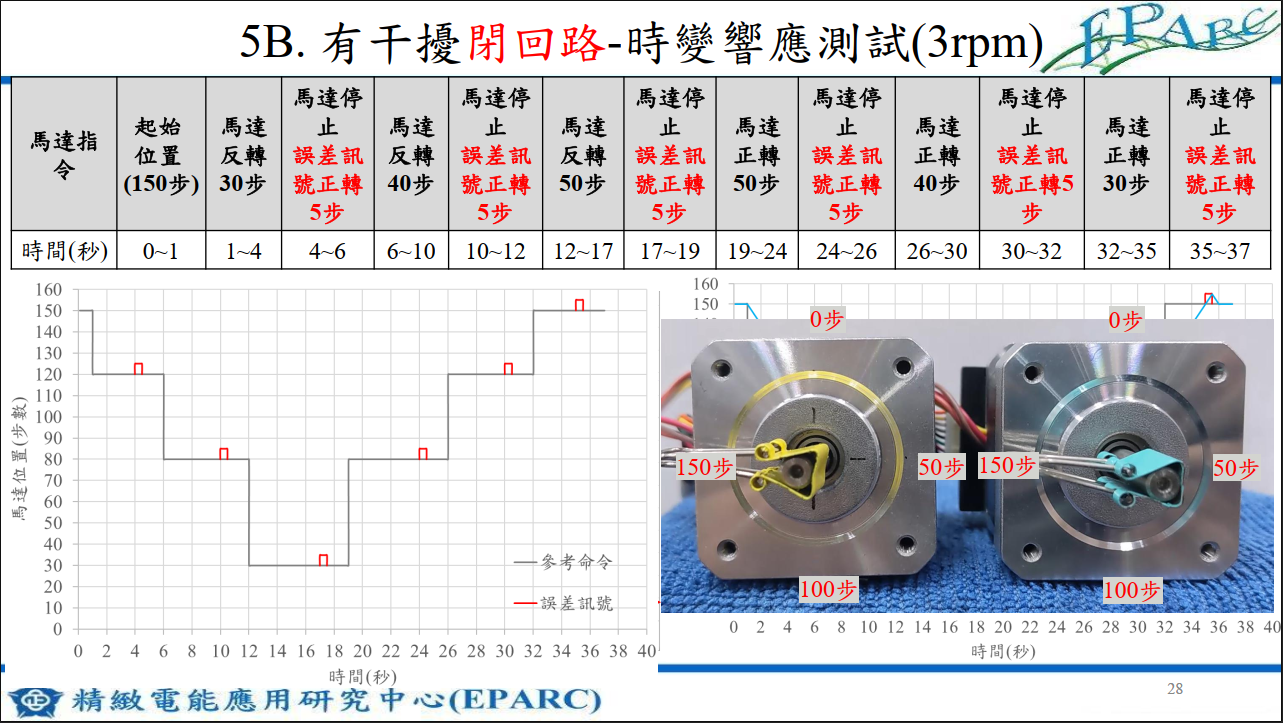 5B. 有干擾閉回路-時變響應測試(3rpm)
EPARC
馬達指令 起始位置(150步) 馬達反轉30步 馬達停止誤差訊號正轉5步 馬達反轉40步 馬達停止誤差訊號正轉5步 馬達反轉50步 馬達停止誤差訊號正轉5步 馬達正轉50步 馬達停止誤差訊號正轉5步 馬達正轉40步 馬達停止誤差訊號正轉5步 馬達正轉30步 馬達停止誤差訊號正轉5步
時間(秒) 0~1 1~4 4~6 6~10 10~12 12~17 17~19 19~24 24~26 26~30 30~32 32~35 35~37
160
150
140
130
120
110
100
90
80
70
60
50
40
30
20
10
0
馬達位置(步數)
參考命令
誤差訊號
0 2 4 6 8 10 12 14 16 18 20 22 24 26 28 30 32 34 36 38 40
時間(秒)
160
150
0步 0步
150步 50步 150步 50步
100步 100步
0 2 4 6 8 10 12 14 16 18 20 22 24 26 28 30 32 34 36 38 40
時間(秒)
精緻電能應用研究中心(EPARC)
28